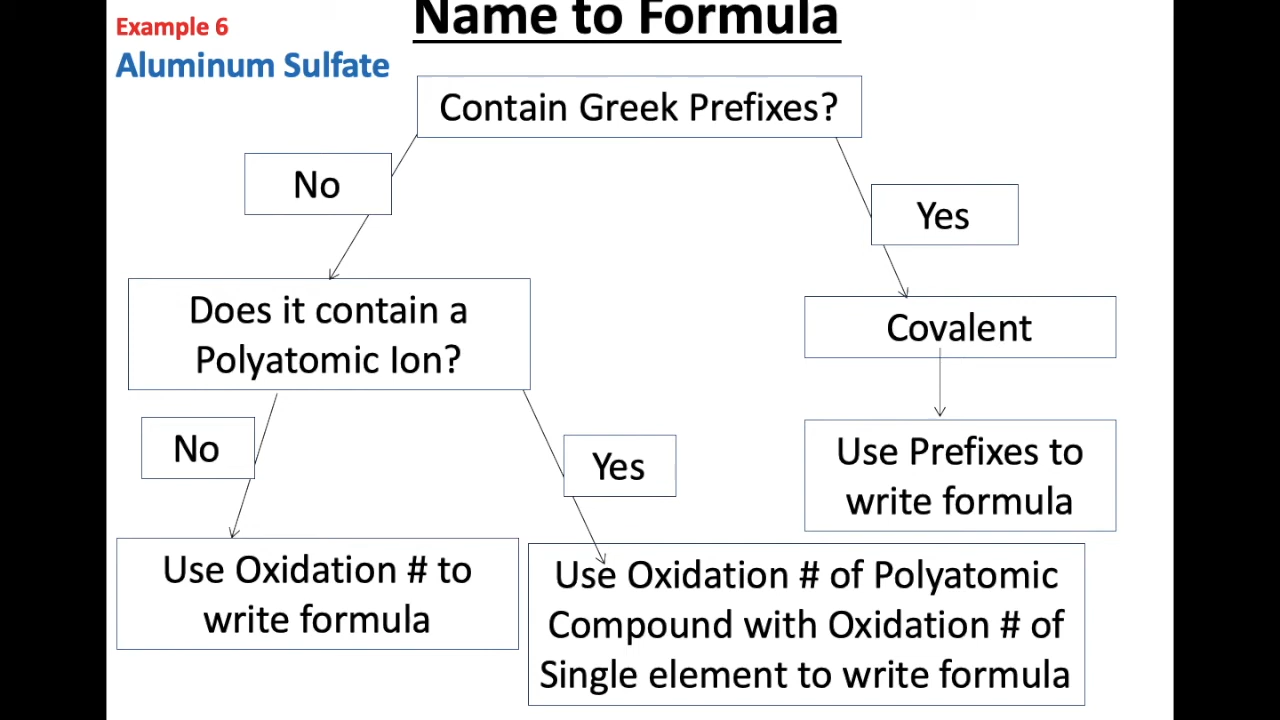 Name to Formula
Example 6
Aluminum Sulfate
Contain Greek Prefixes?
No
Yes
Does it contain a
Polyatomic Ion?
Covalent
No
Yes
Use Prefixes to
write formula
Use Oxidation # to
write formula
Use Oxidation # of Polyatomic
Compound with Oxidation # of
Single element to write formula